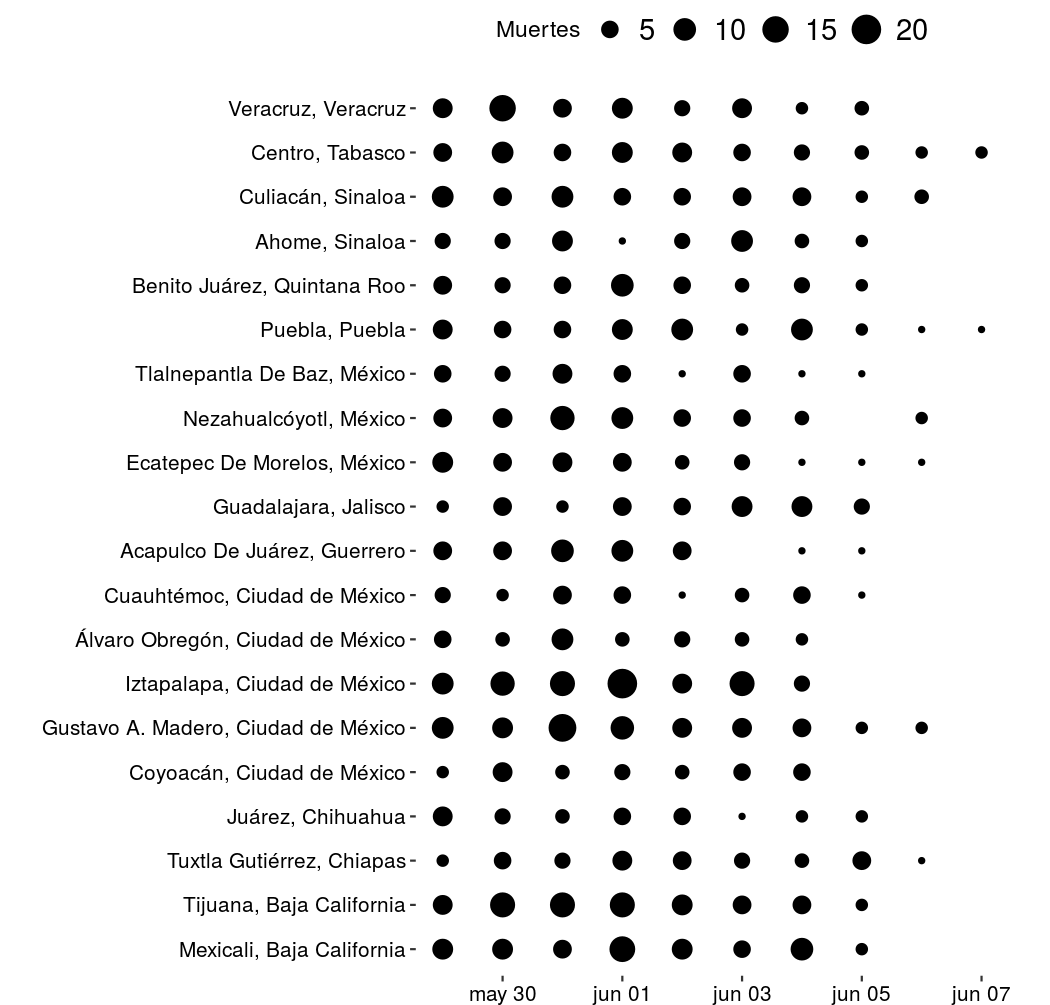 Muertes 5 10 15 20
Veracruz, Veracruz
Centro, Tabasco
Culiacán, Sinaloa
Ahome, Sinaloa
Benito Juárez, Quintana Roo
Puebla, Puebla
Tlalnepantla De Baz, México
Nezahualcóyotl, México
Ecatepec De Morelos, México
Guadalajara, Jalisco
Acapulco De Juárez, Guerrero
Cuauhtémoc, Ciudad de México
Álvaro Obregón, Ciudad de México
Iztapalapa, Ciudad de México
Gustavo A. Madero, Ciudad de México
Coyoacán, Ciudad de México
Juárez, Chihuahua
Tuxtla Gutiérrez, Chiapas
Tijuana, Baja California
Mexicali, Baja California
may 30 jun 01 jun 03 jun 05 jun 07